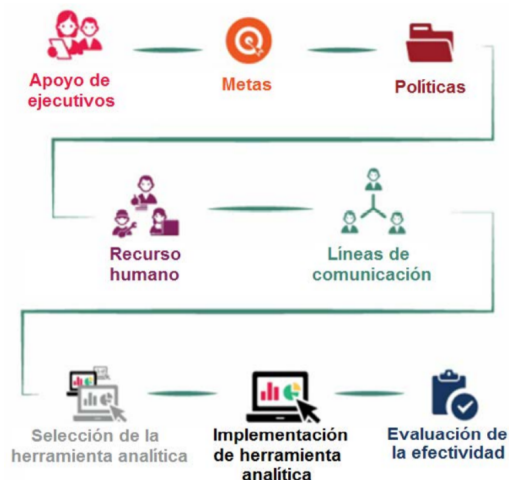 Apoyo de
ejecutivos
Metas
Políticas
Recurso
humano
Líneas de
comunicación
Selección de la
herramienta analítica
Implementación
de herramienta
analítica
Evaluación de
la efectividad